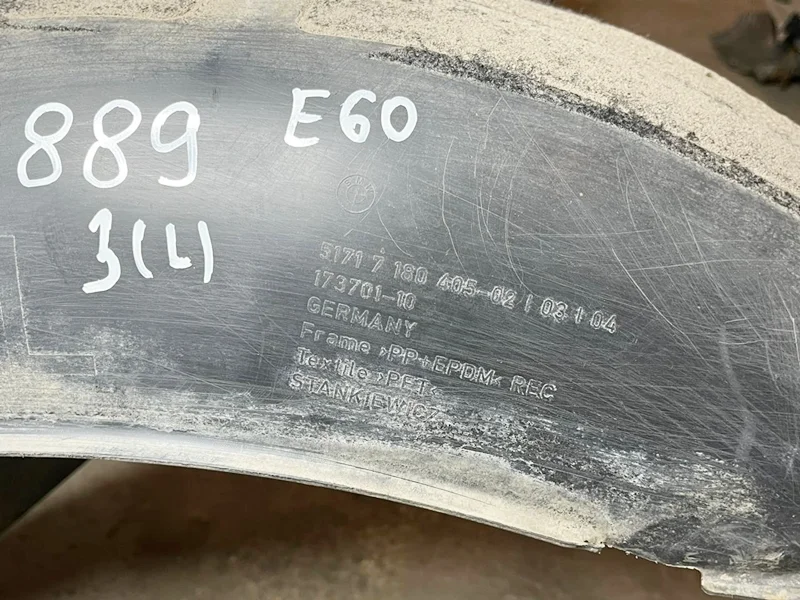 889
E60
3(L)
5171 7 180 405-02 | 03 | 04
173701-10
GERMANY
Frame >PP+EPDM< REC
Textile >PET<
STANKIEWICZ